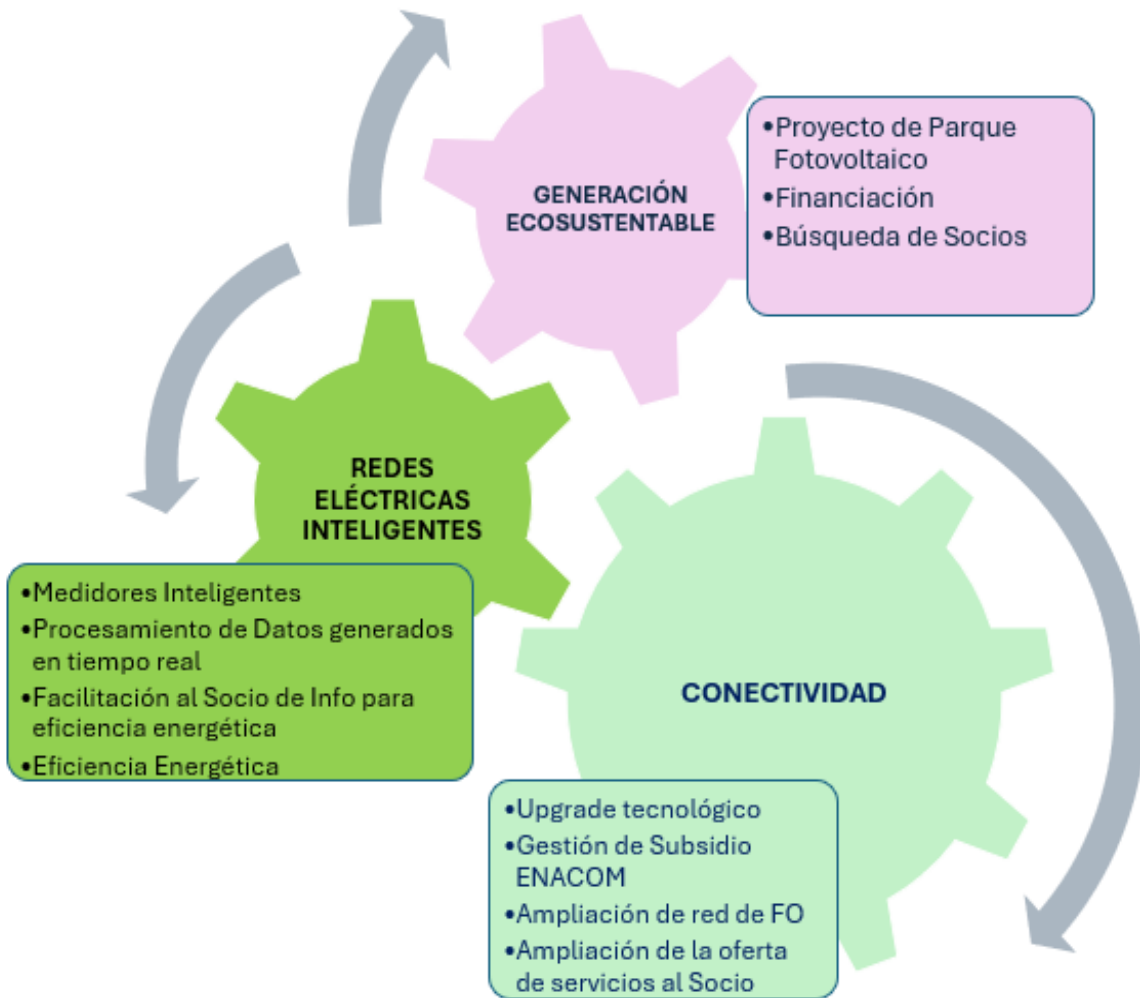 GENERACIÓN
ECOSUSTENTABLE
•Proyecto de Parque
Fotovoltaico
•Financiación
•Búsqueda de Socios
REDES
ELÉCTRICAS
INTELIGENTES
•Medidores Inteligentes
•Procesamiento de Datos generados
en tiempo real
•Facilitación al Socio de Info para
eficiencia energética
•Eficiencia Energética
CONECTIVIDAD
•Upgrade tecnológico
•Gestión de Subsidio
ENACOM
•Ampliación de red de FO
•Ampliación de la oferta
de servicios al Socio